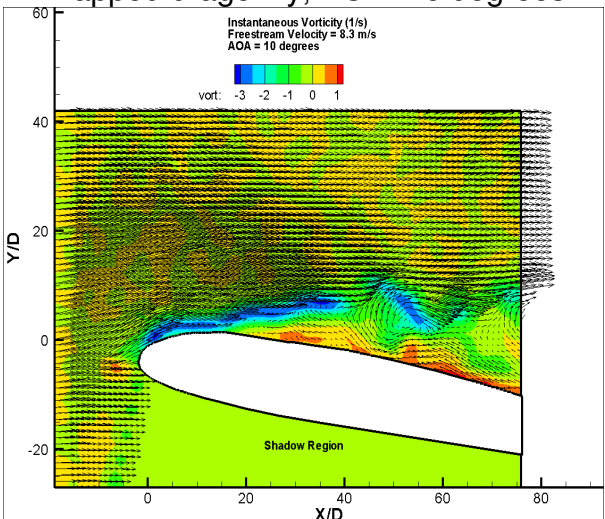 Instantaneous Vorticity (1/s)
Freestream Velocity = 8.3 m/s
AOA = 10 degrees
vort: -3 -2 -1 0 1
60
40
20
0
-20
Y/D
Shadow Region
0 20 40 60 80
X/D